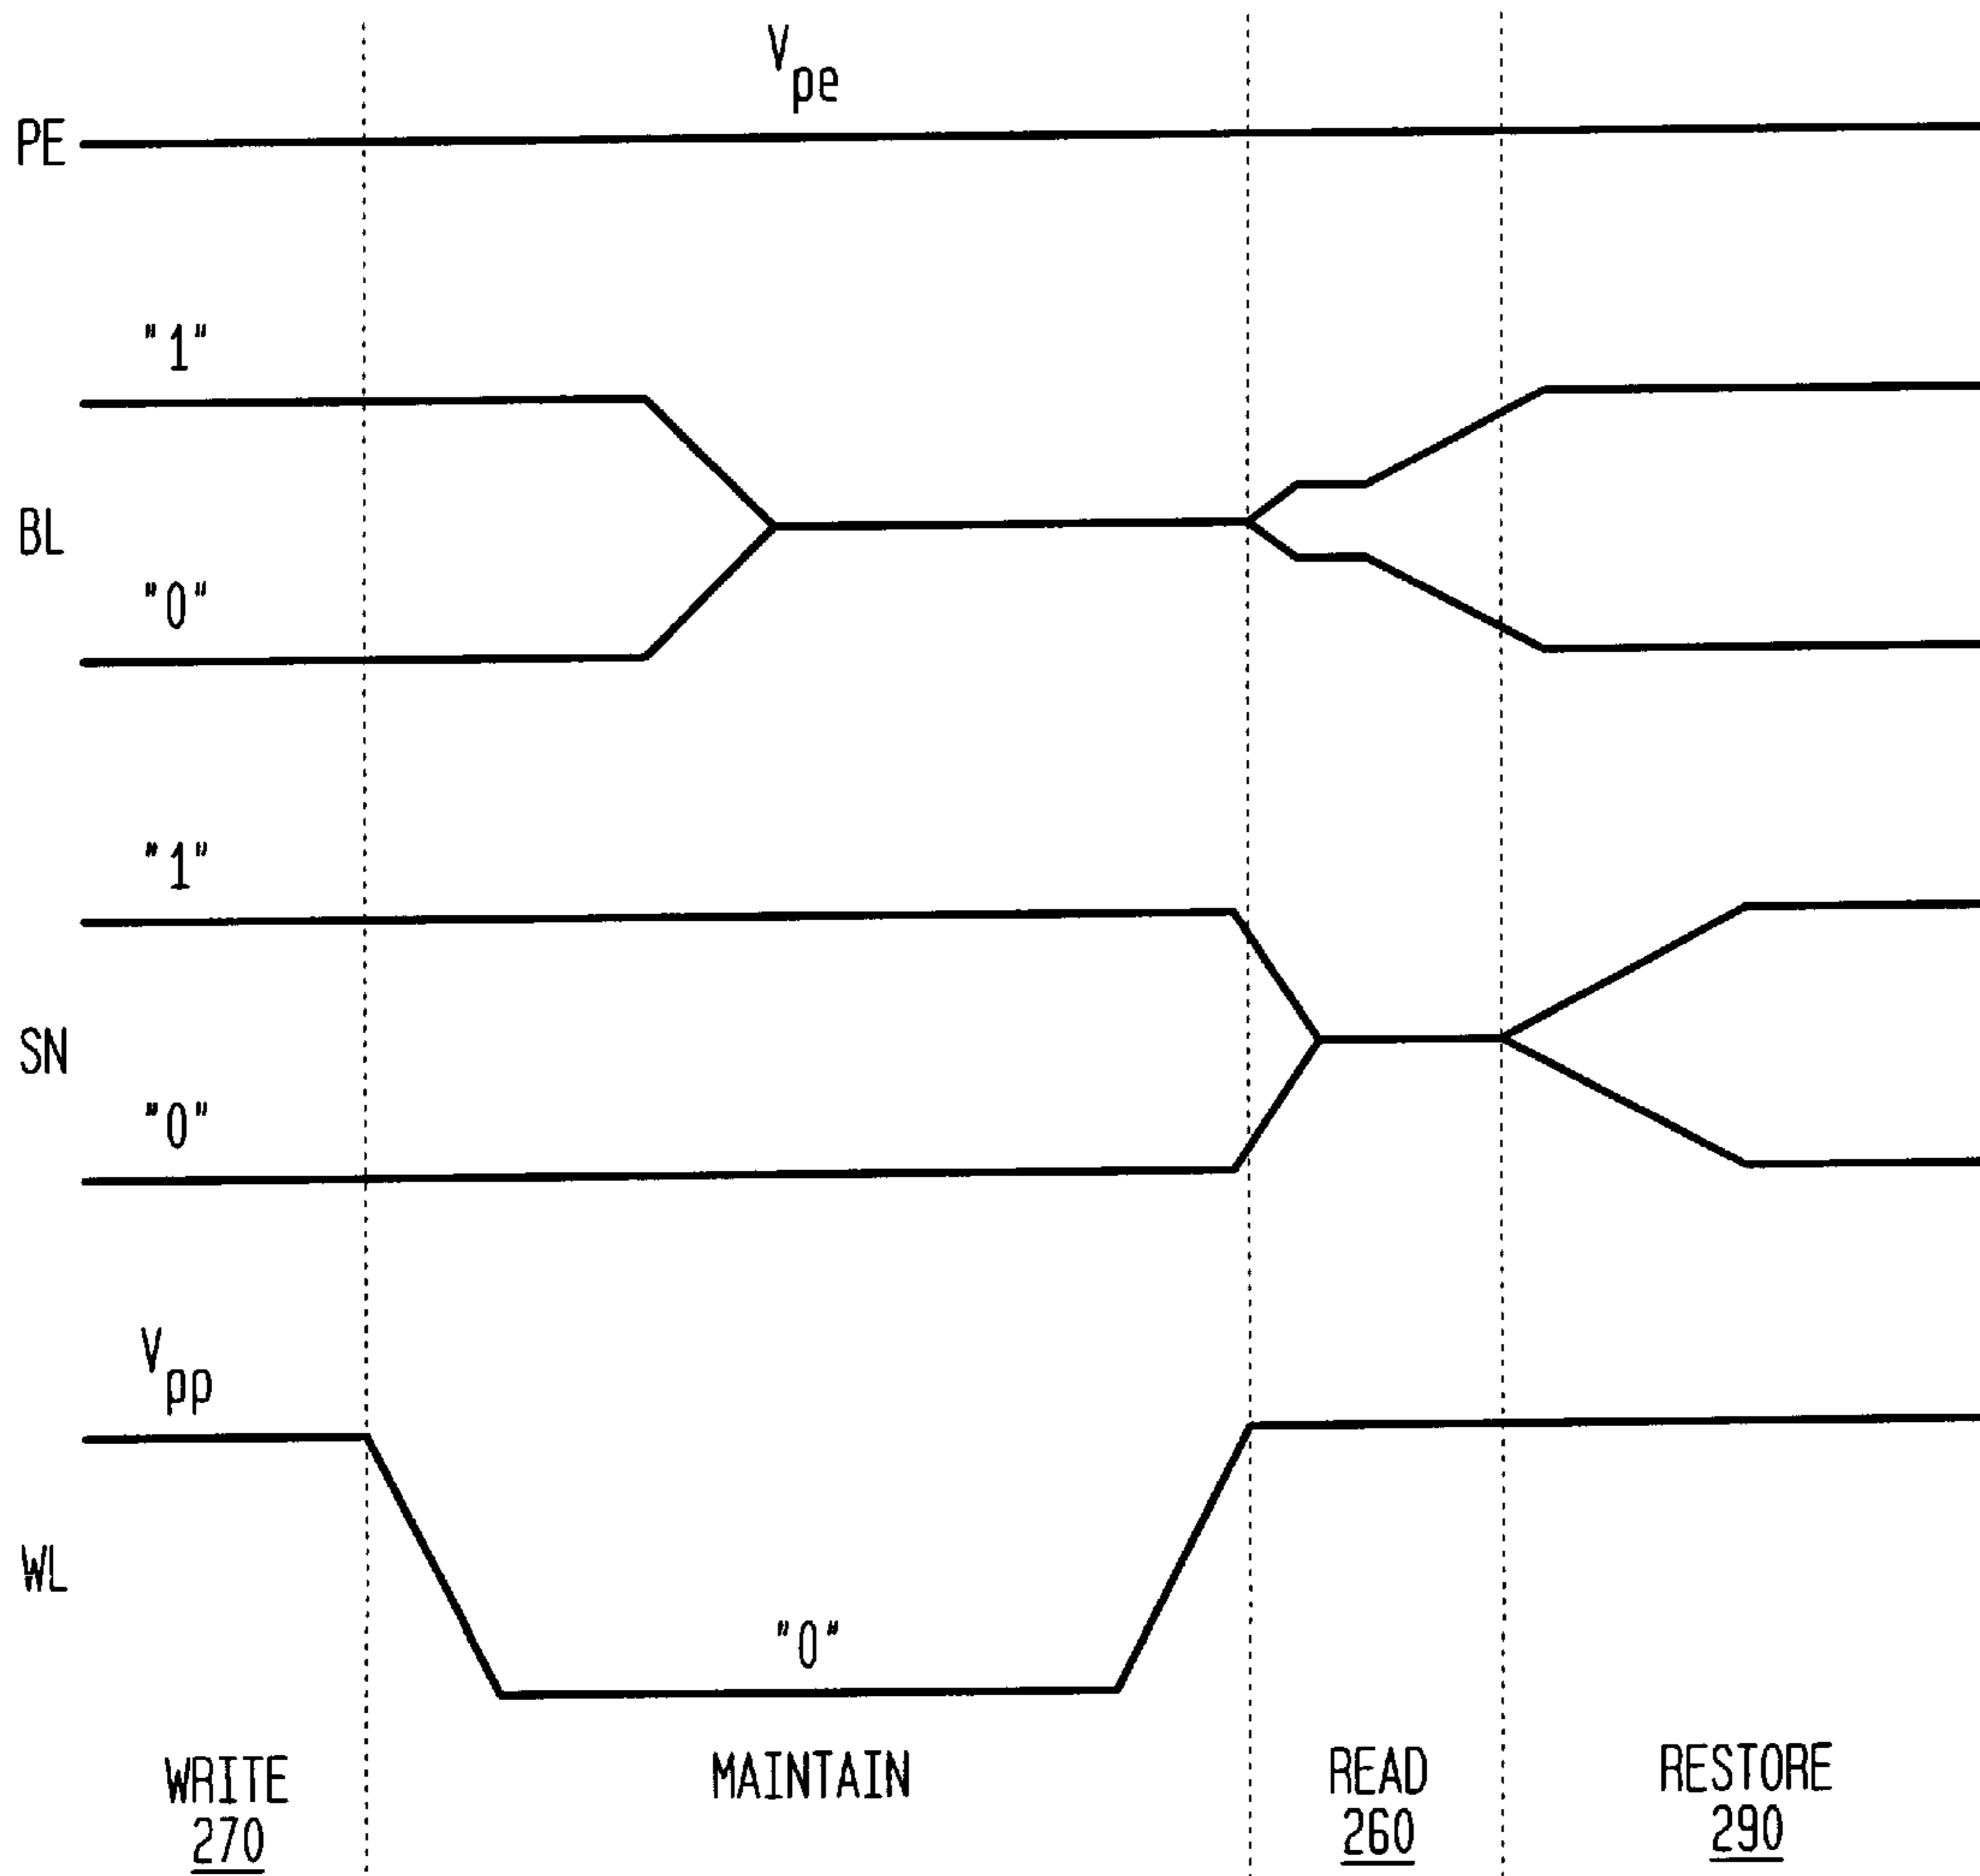 V
pe
PE
"1"
BL
"0"
"1"
SN
"0"
V
pp
WL
"0"
WRITE MAINTAIN READ RESTORE
270 260 290